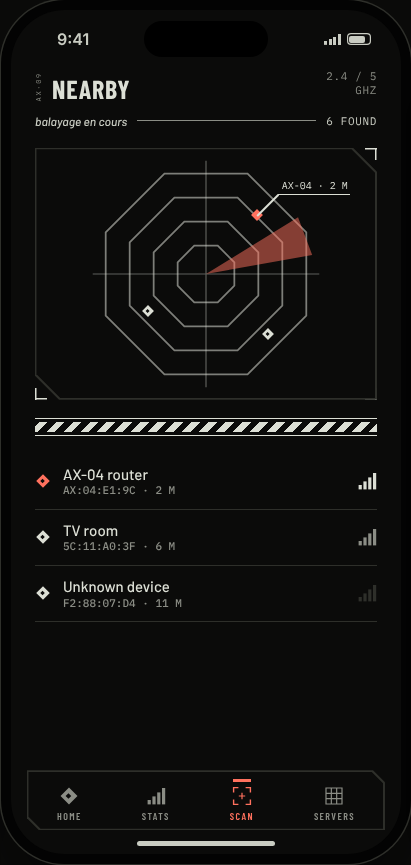 9:41
AX-09
NEARBY
2.4 / 5
GHZ
balayage en cours
6 FOUND
AX-04 · 2 M
AX-04 router
AX:04:E1:9C · 2 M
TV room
5C:11:A0:3F · 6 M
Unknown device
F2:88:07:D4 · 11 M
HOME
STATS
SCAN
SERVERS